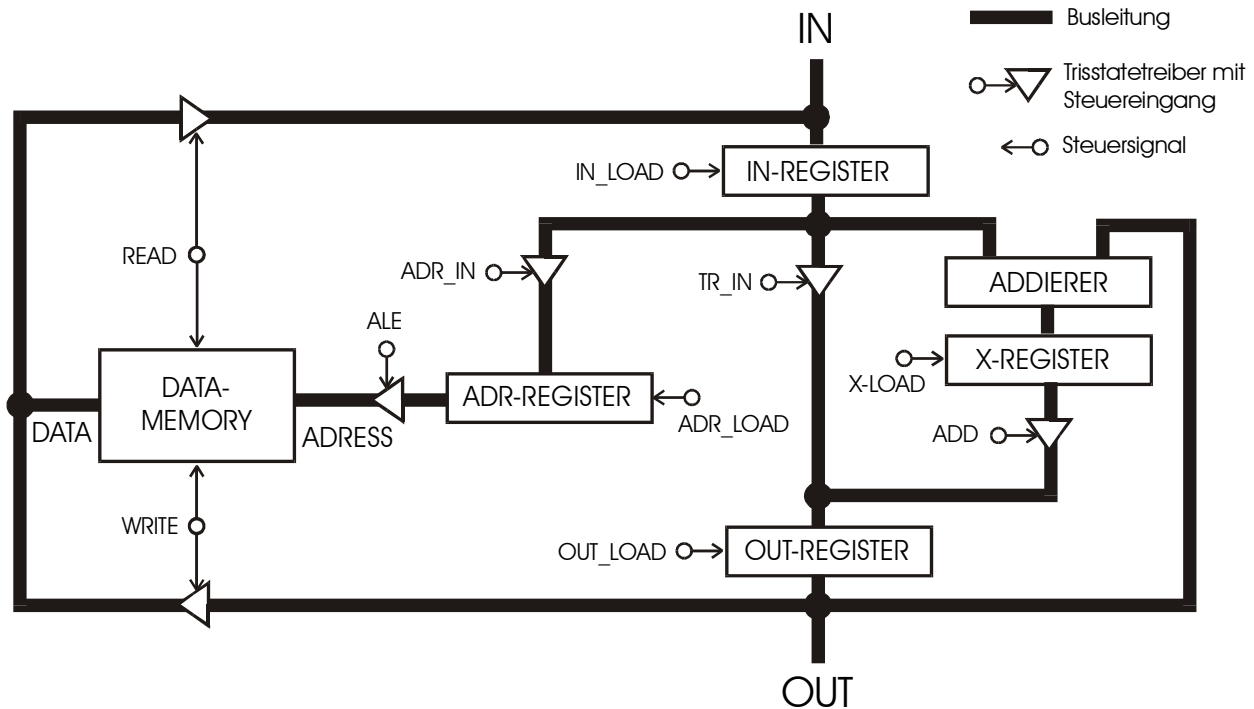 IN
Busleitung
Trisstatetreiber mit
Steuereingang
Steuersignal
IN_LOAD
IN-REGISTER
READ
ADR_IN
TR_IN
ADDIERER
ALE
X-LOAD
X-REGISTER
DATA-
MEMORY
DATA
ADRESS
ADR-REGISTER
ADR_LOAD
ADD
WRITE
OUT_LOAD
OUT-REGISTER
OUT